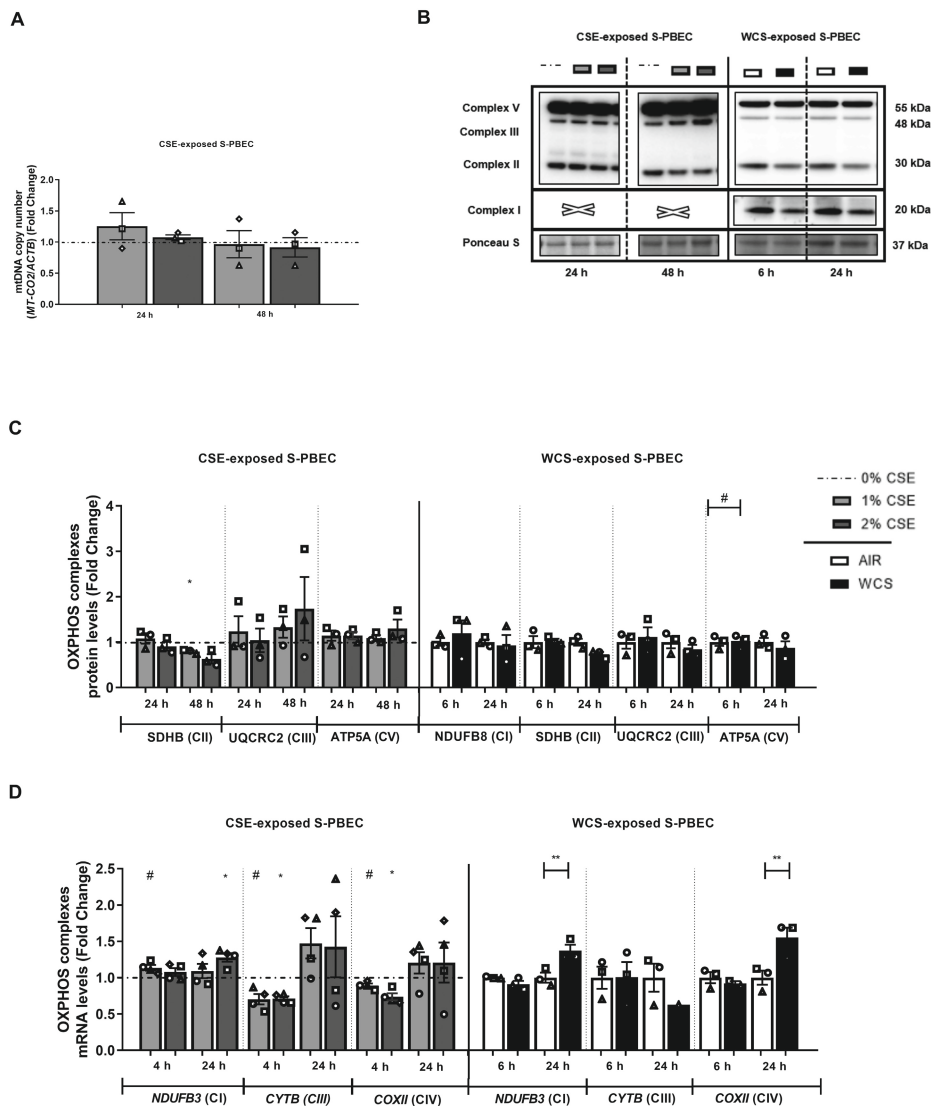 A
CSE-exposed S-PBEC
mtDNA copy number
(MT-CO2/ACTB) (Fold Change)
2.0
1.5
1.0
0.5
0.0
24 h
48 h
B
CSE-exposed S-PBEC
WCS-exposed S-PBEC
Complex V
Complex III
Complex II
Complex I
Ponceau S
55 kDa
48 kDa
30 kDa
20 kDa
37 kDa
24 h
48 h
6 h
24 h
C
CSE-exposed S-PBEC
WCS-exposed S-PBEC
OXPHOS complexes
protein levels (Fold Change)
4
3
2
1
0
*
#
24 h
48 h
24 h
48 h
24 h
48 h
6 h
24 h
6 h
24 h
6 h
24 h
6 h
24 h
SDHB (CII)
UQCRC2 (CIII)
ATP5A (CV)
NDUFB8 (CI)
SDHB (CII)
UQCRC2 (CIII)
ATP5A (CV)
0% CSE
1% CSE
2% CSE
AIR
WCS
D
CSE-exposed S-PBEC
WCS-exposed S-PBEC
OXPHOS complexes
mRNA levels (Fold Change)
2.5
2.0
1.5
1.0
0.5
0.0
#
*
#
*
#
*
**
**
4 h
24 h
4 h
24 h
4 h
24 h
6 h
24 h
6 h
24 h
6 h
24 h
NDUFB3 (CI)
CYTB (CIII)
COXII (CIV)
NDUFB3 (CI)
CYTB (CIII)
COXII (CIV)